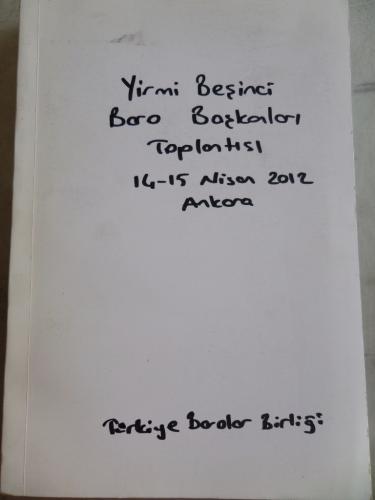 Yirmi Beşinci
Baro Başkanları
Toplantısı
14-15 Nisan 2012
Ankara
Türkiye Barolar Birliği